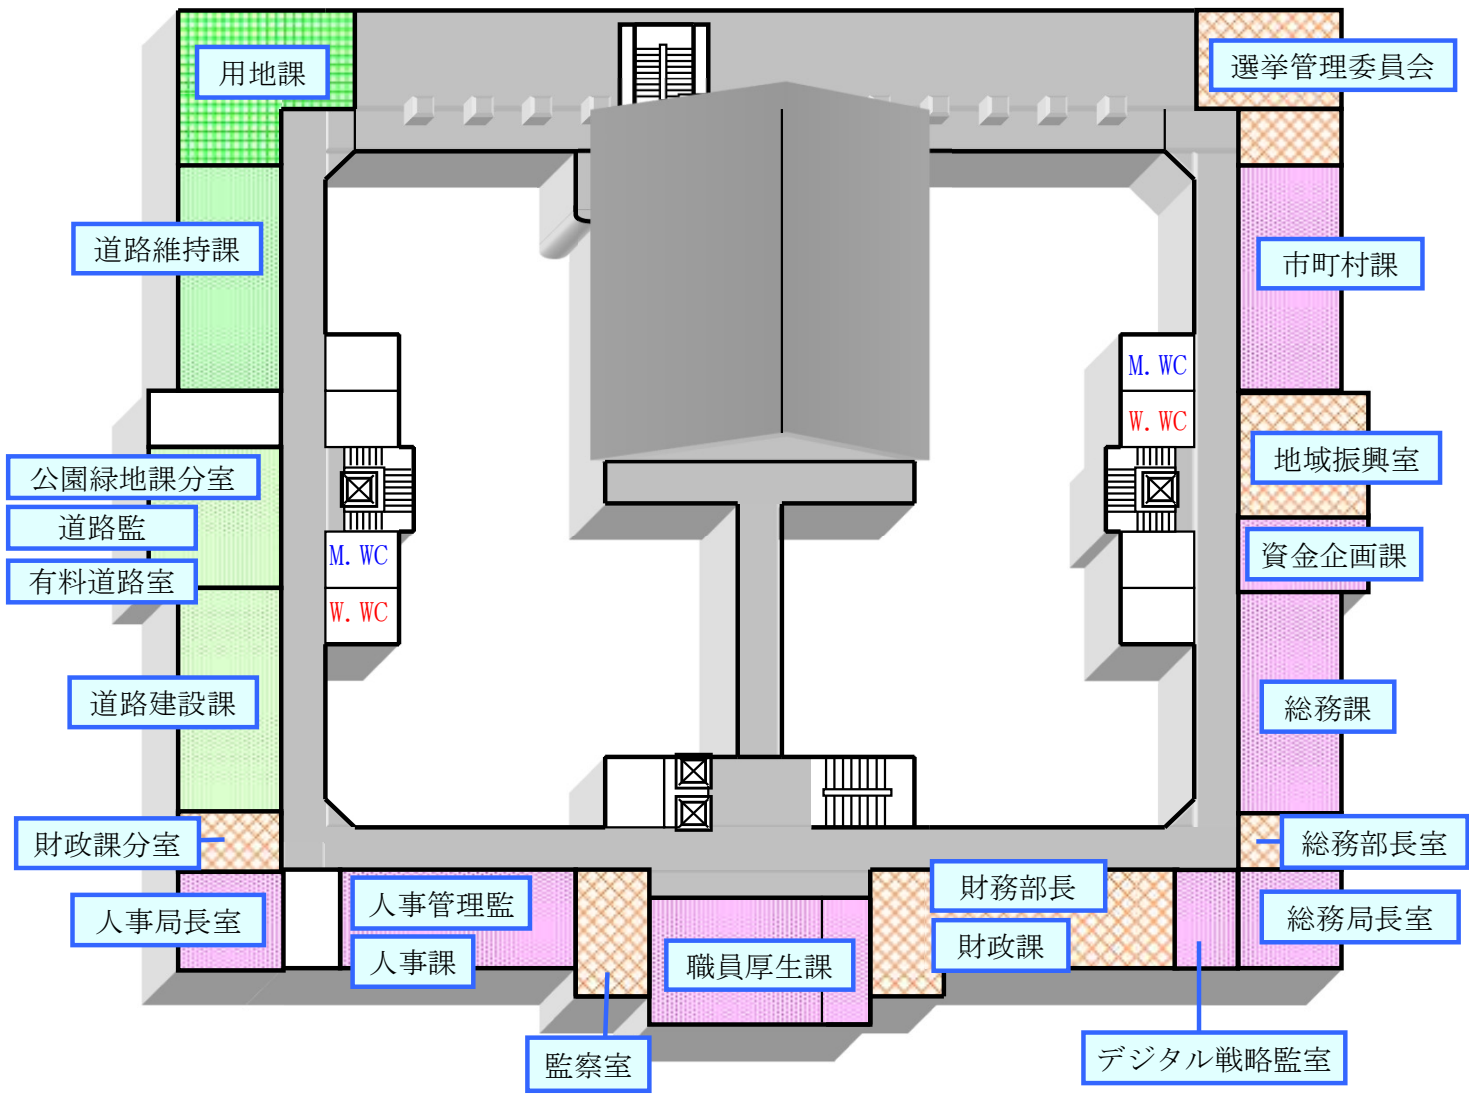 用地課
選挙管理委員会
道路維持課
市町村課
M. WC
W. WC
公園緑地課分室
地域振興室
道路監
資金企画課
有料道路室
M. WC
W. WC
道路建設課
総務課
財政課分室
総務部長室
人事局長室
人事管理監
人事課
職員厚生課
財務部長
財政課
総務局長室
監察室
デジタル戦略監室